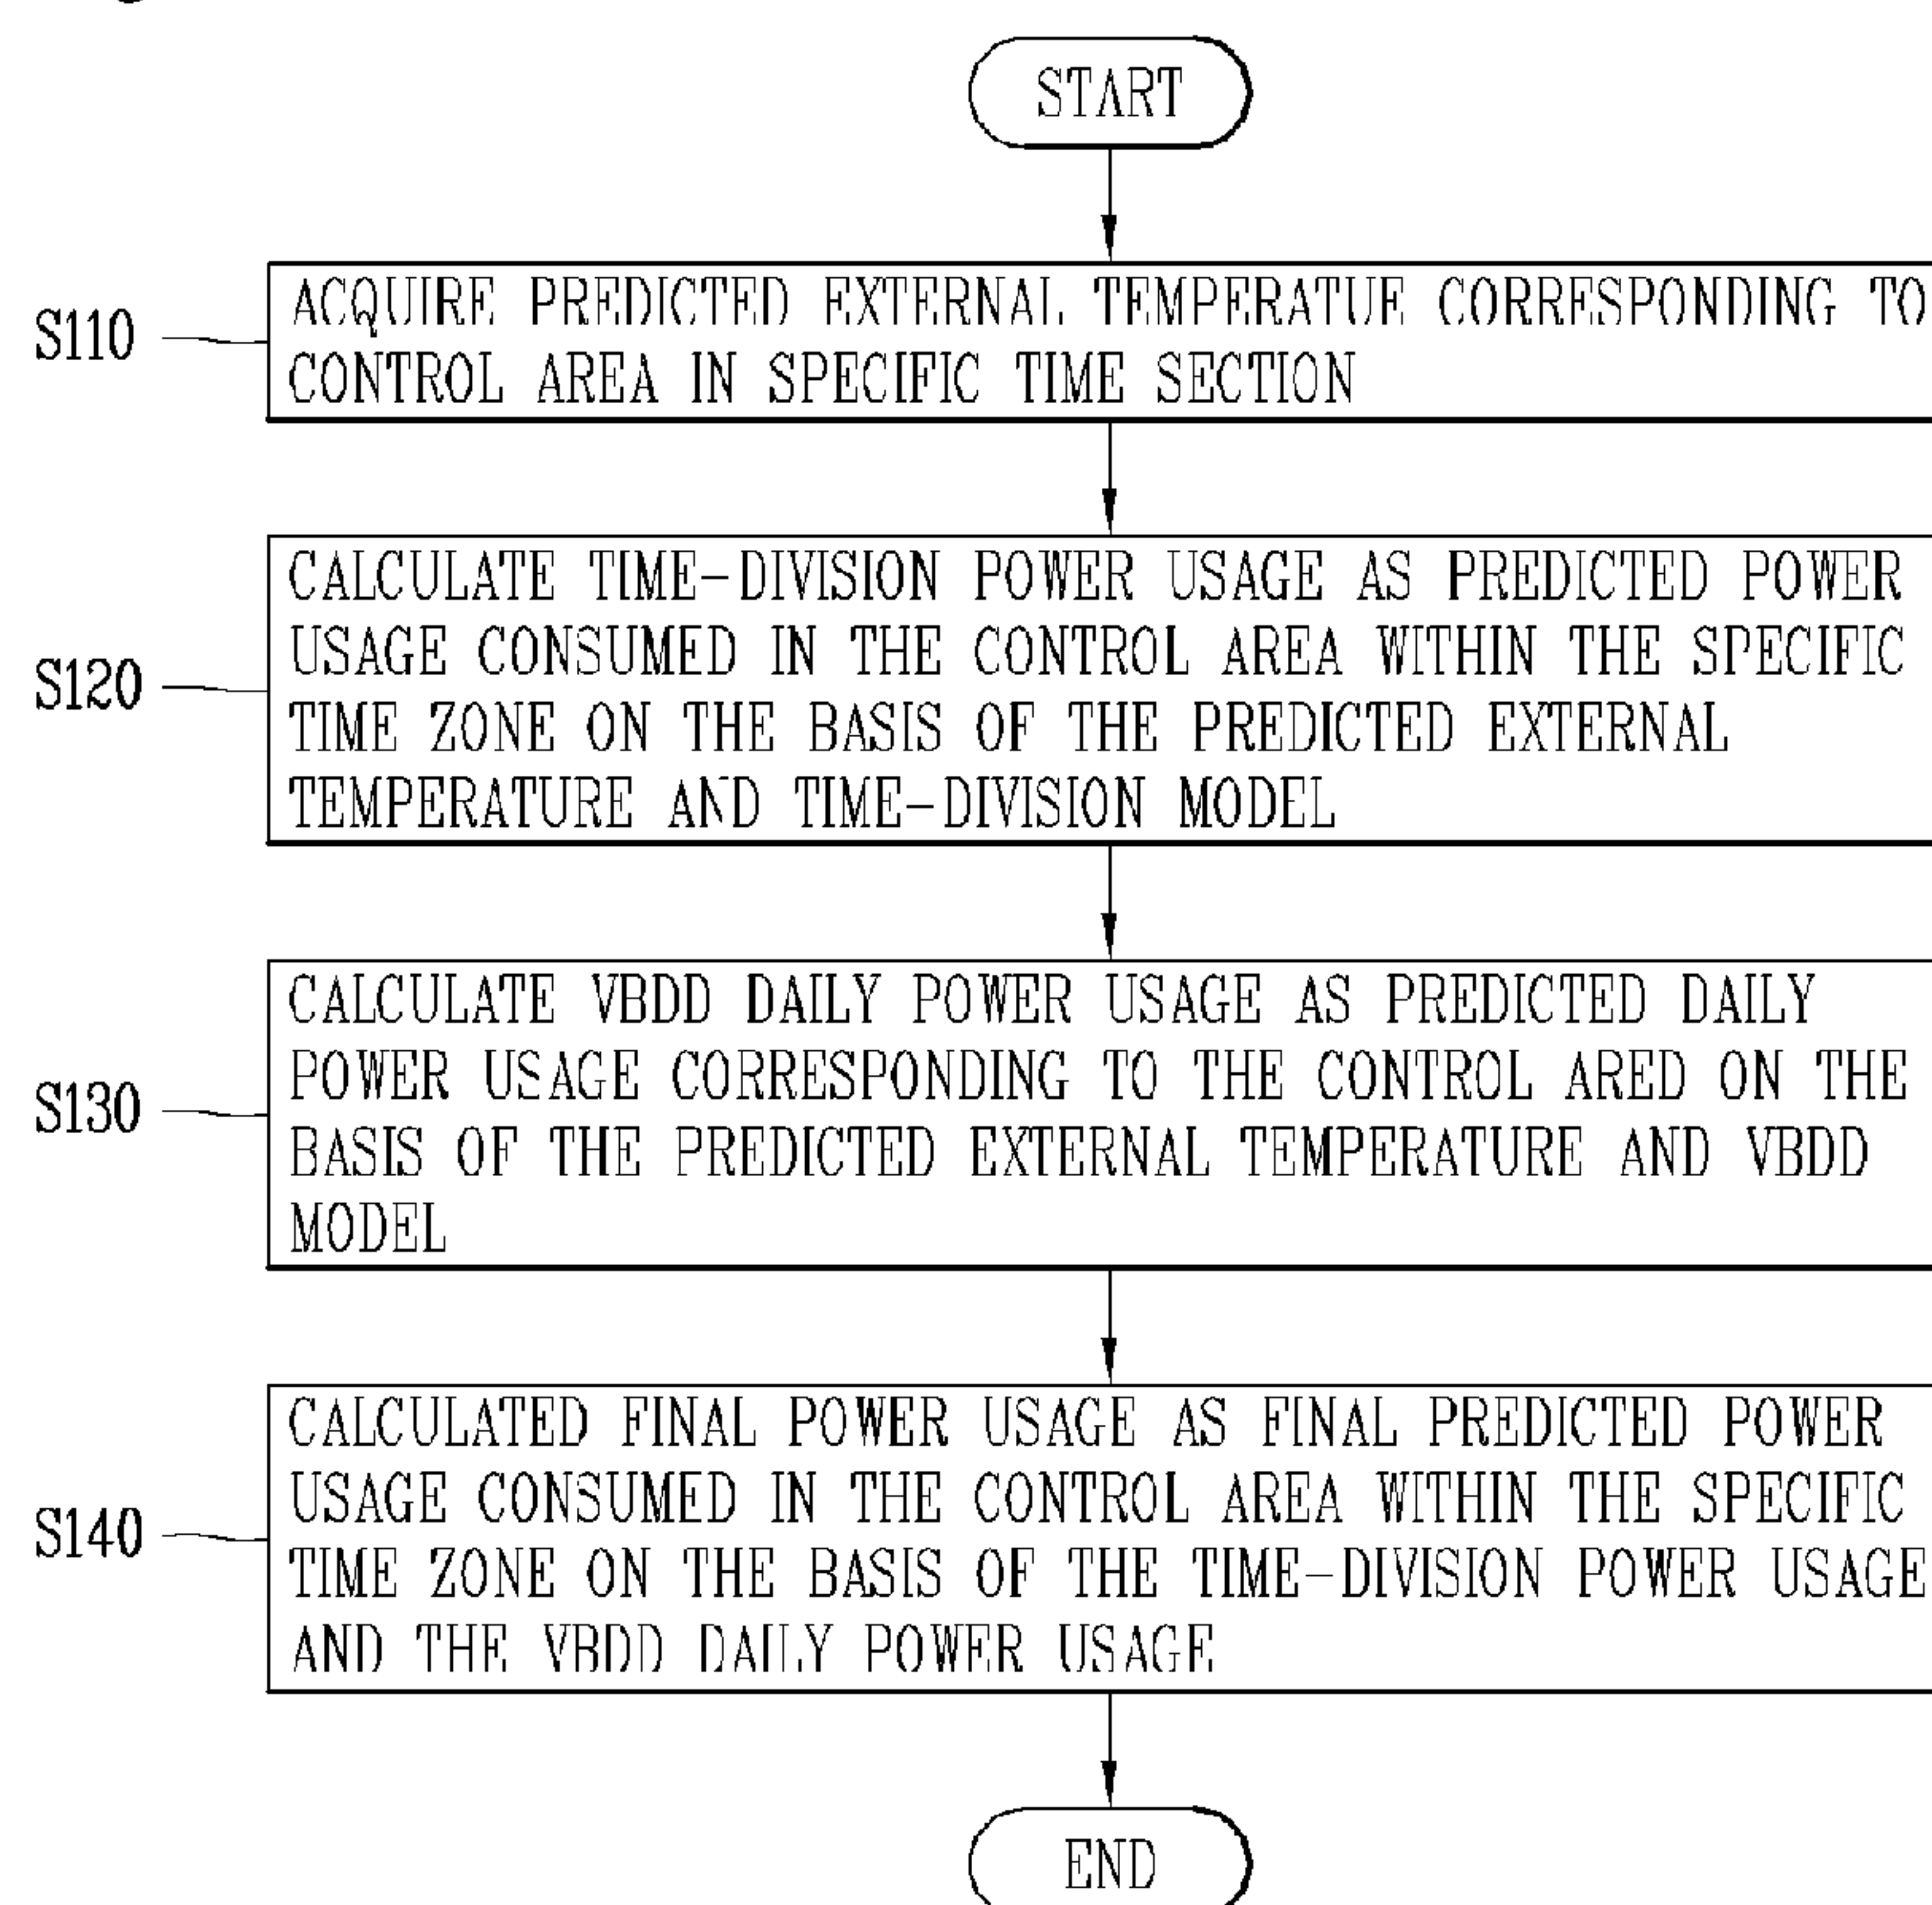 START
S110
ACQUIRE PREDICTED EXTERNAL TEMPERATUE CORRESPONDING TO
CONTROL AREA IN SPECIFIC TIME SECTION
S120
CALCULATE TIME-DIVISION POWER USAGE AS PREDICTED POWER
USAGE CONSUMED IN THE CONTROL AREA WITHIN THE SPECIFIC
TIME ZONE ON THE BASIS OF THE PREDICTED EXTERNAL
TEMPERATURE AND TIME-DIVISION MODEL
S130
CALCULATE VBDD DAILY POWER USAGE AS PREDICTED DAILY
POWER USAGE CORRESPONDING TO THE CONTROL ARED ON THE
BASIS OF THE PREDICTED EXTERNAL TEMPERATURE AND VBDD
MODEL
S140
CALCULATED FINAL POWER USAGE AS FINAL PREDICTED POWER
USAGE CONSUMED IN THE CONTROL AREA WITHIN THE SPECIFIC
TIME ZONE ON THE BASIS OF THE TIME-DIVISION POWER USAGE
AND THE VBDD DAILY POWER USAGE
END